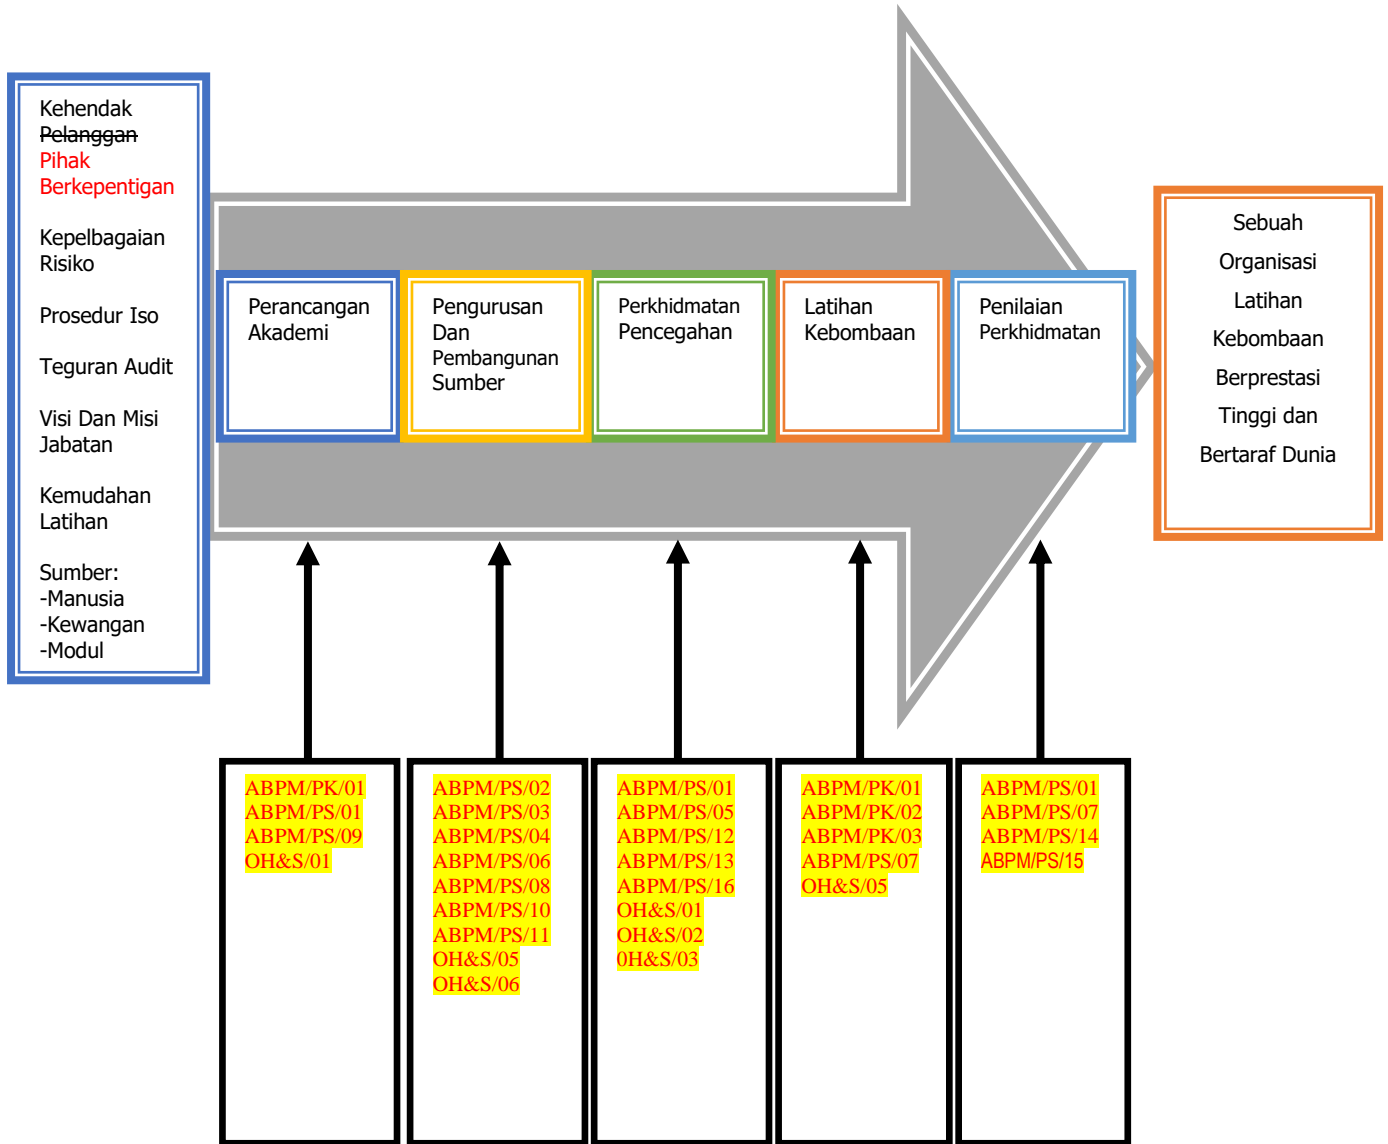 Kehendak
Pelanggan
Pihak
Berkepentigan
Kepelbagaian
Risiko
Prosedur Iso
Teguran Audit
Visi Dan Misi
Jabatan
Kemudahan
Latihan
Sumber:
-Manusia
-Kewangan
-Modul
Perancangan
Akademi
Pengurusan
Dan
Pembangunan
Sumber
Perkhidmatan
Pencegahan
Latihan
Kebombaan
Penilaian
Perkhidmatan
Sebuah
Organisasi
Latihan
Kebombaan
Berprestasi
Tinggi dan
Bertaraf Dunia
ABPM/PK/01
ABPM/PS/01
ABPM/PS/09
OH&S/01
ABPM/PS/02
ABPM/PS/03
ABPM/PS/04
ABPM/PS/06
ABPM/PS/08
ABPM/PS/10
ABPM/PS/11
OH&S/05
OH&S/06
ABPM/PS/01
ABPM/PS/05
ABPM/PS/12
ABPM/PS/13
ABPM/PS/16
OH&S/01
OH&S/02
0H&S/03
ABPM/PK/01
ABPM/PK/02
ABPM/PK/03
ABPM/PS/07
OH&S/05
ABPM/PS/01
ABPM/PS/07
ABPM/PS/14
ABPM/PS/15